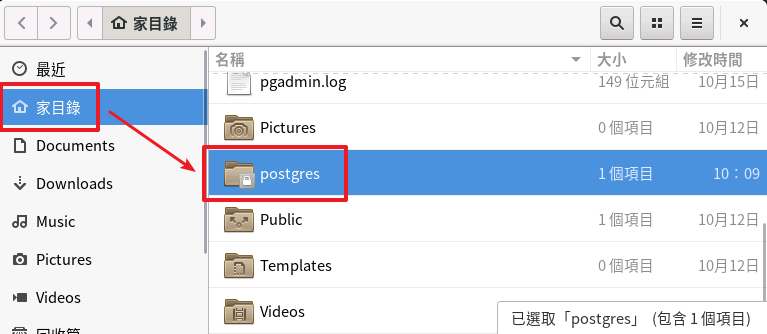 家目錄
名稱 大小 修改時間
最近
家目錄
Documents
Downloads
Music
Pictures
Videos
回收筒
pgadmin.log 149 位元組 10月15日
Pictures 0 個項目 10月12日
postgres 1 個項目 10：09
Public 1 個項目 10月12日
Templates 0 個項目 10月12日
Videos
已選取「postgres」 (包含 1 個項目)